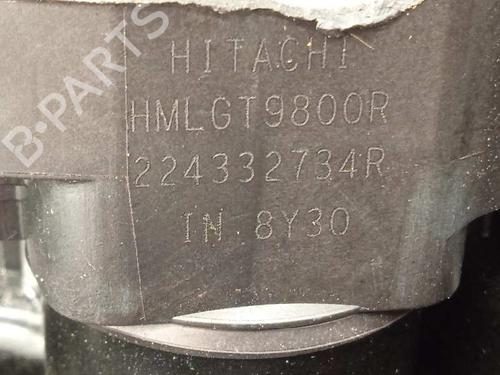 HITACHI
HMLGT9800R
224332734R
IN 8Y30
B-PARTS